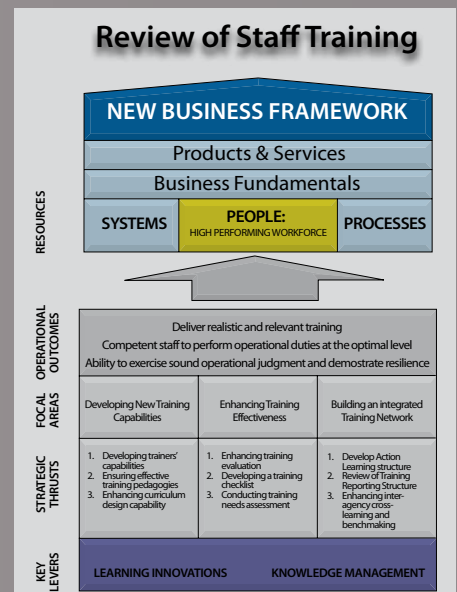 Review of Staff Training
NEW BUSINESS FRAMEWORK
Products & Services
Business Fundamentals
RESOURCES
SYSTEMS
PEOPLE:
HIGH PERFORMING WORKFORCE
PROCESSES
OPERATIONAL
OUTCOMES
Deliver realistic and relevant training
Competent staff to perform operational duties at the optimal level
Ability to exercise sound operational judgment and demostrate resilience
FOCAL
AREAS
Developing New Training
Capabilities
Enhancing Training
Effectiveness
Building an integrated
Training Network
STRATEGIC
THRUSTS
1. Developing trainers'
capabilities
2. Ensuring effective
training pedagogies
3. Enhancing curriculum
design capability
1. Enhancing training
evaluation
2. Developing a training
checklist
3. Conducting training
needs assessment
1. Develop Action
Learning structure
2. Review of Training
Reporting Structure
3. Enhancing inter-
agency cross-
learning and
benchmaking
KEY
LEVERS
LEARNING INNOVATIONS
KNOWLEDGE MANAGEMENT